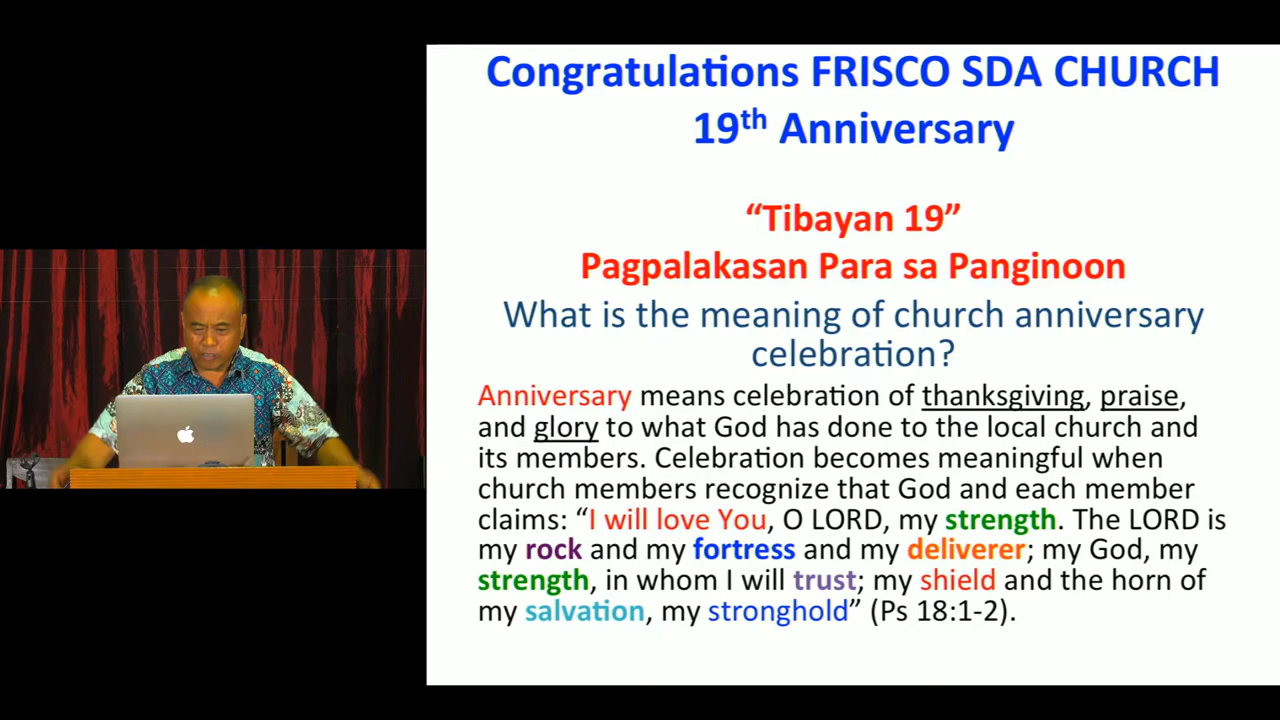 Congratulations FRISCO SDA CHURCH
19th Anniversary
“Tibayan 19”
Pagpalakasan Para sa Panginoon
What is the meaning of church anniversary
celebration?
Anniversary means celebration of thanksgiving, praise,
and glory to what God has done to the local church and
its members. Celebration becomes meaningful when
church members recognize that God and each member
claims: “I will love You, O LORD, my strength. The LORD is
my rock and my fortress and my deliverer; my God, my
strength, in whom I will trust; my shield and the horn of
my salvation, my stronghold” (Ps 18:1-2).